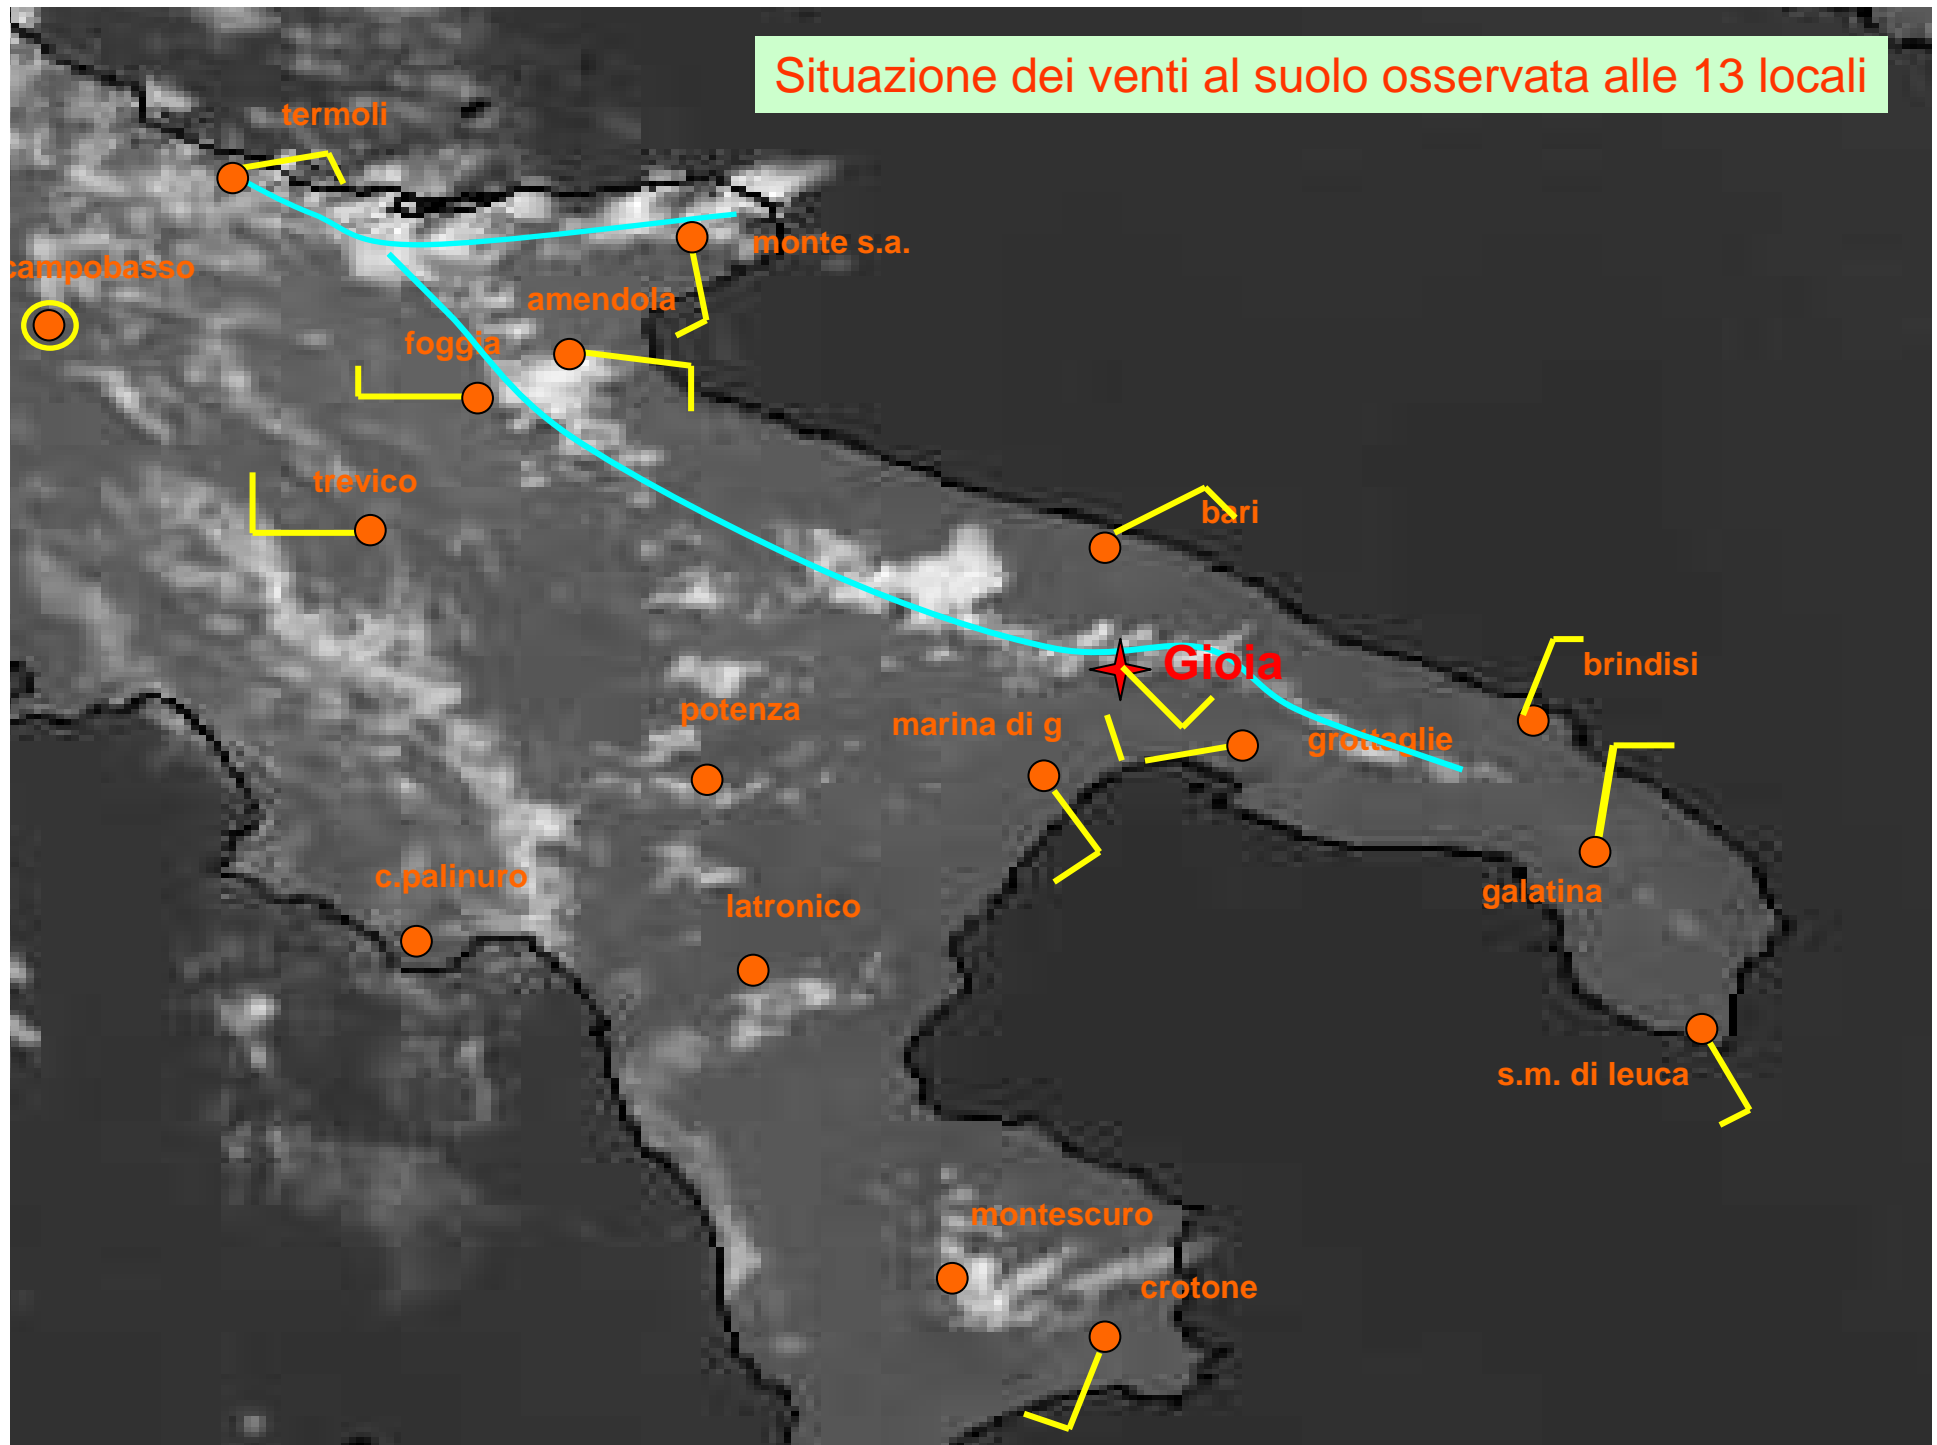 Situazione dei venti al suolo osservata alle 13 locali
termoli
monte s.a.
campobasso
amendola
foggia
trevico
bari
Gioia
brindisi
potenza
marina di g
grottaglie
c.palinuro
galatina
latronico
s.m. di leuca
montescuro
crotone